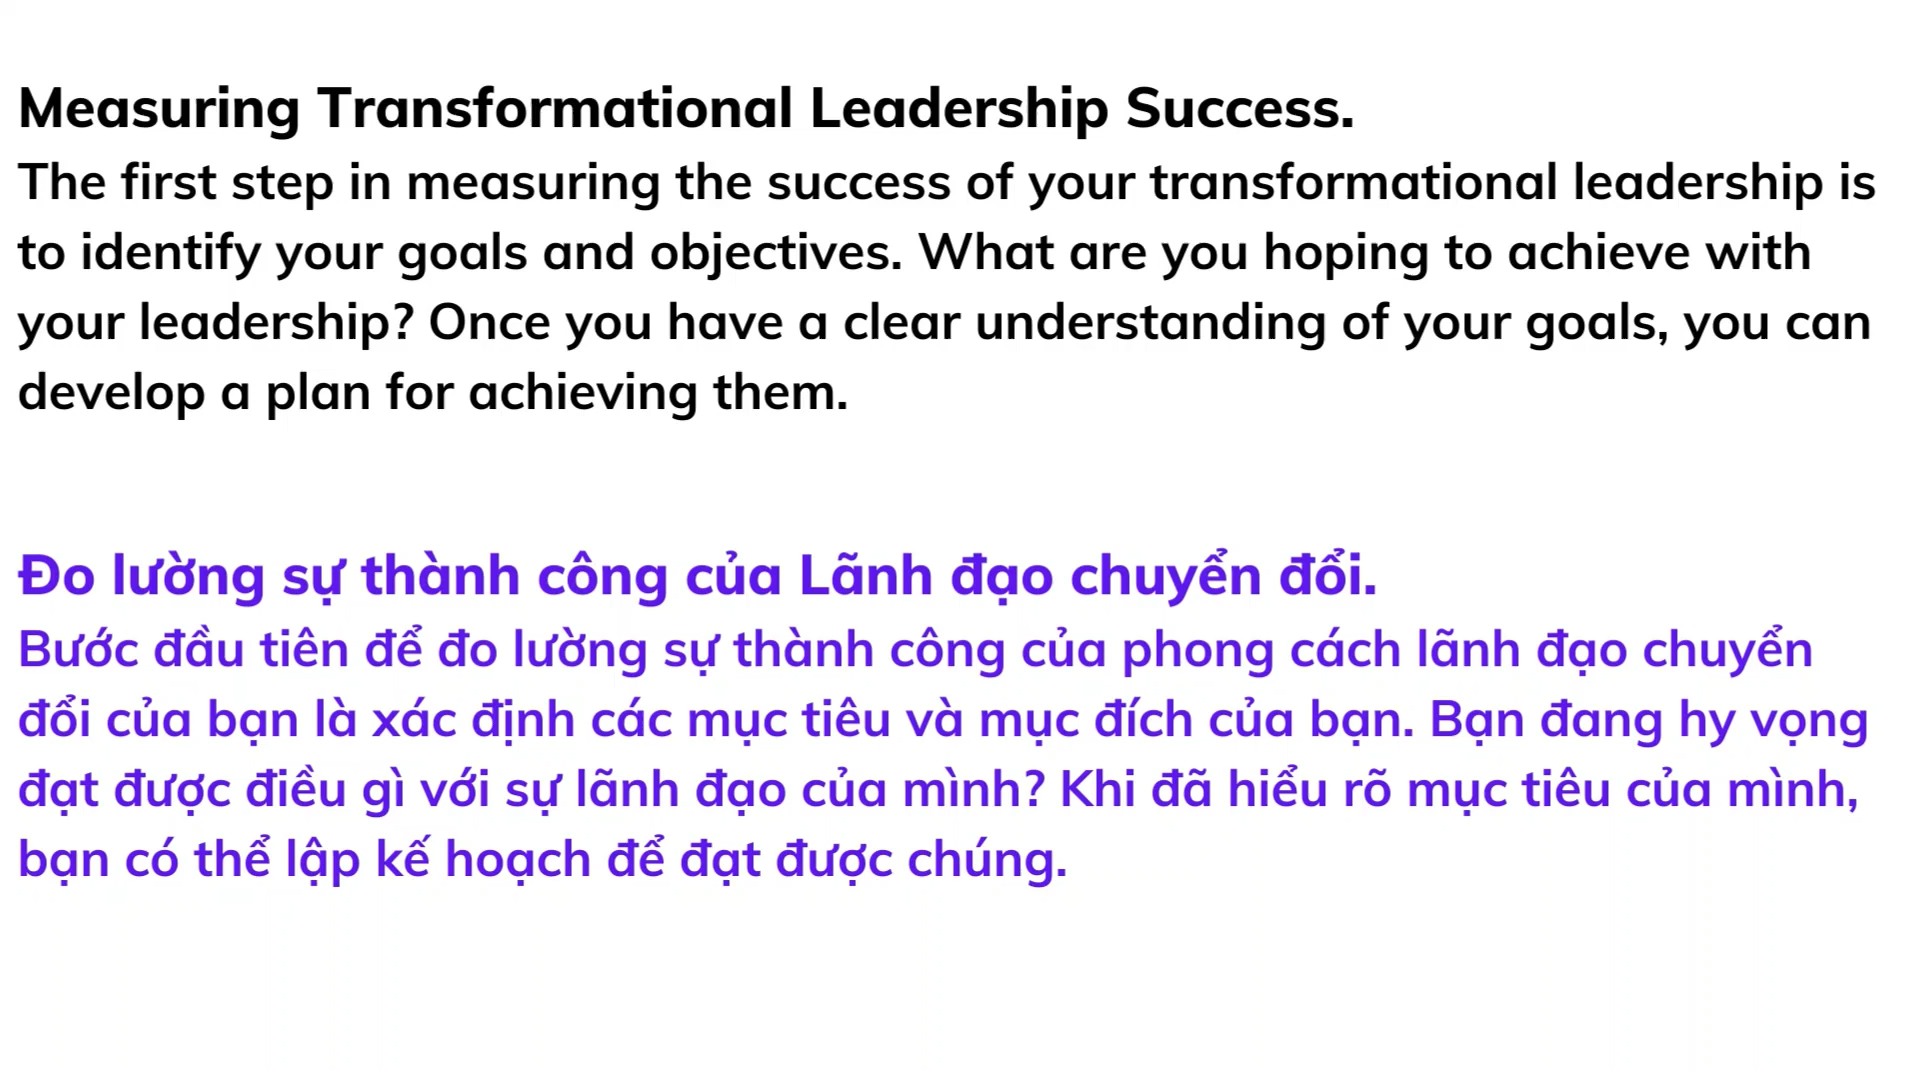 Measuring Transformational Leadership Success.
The first step in measuring the success of your transformational leadership is
to identify your goals and objectives. What are you hoping to achieve with
your leadership? Once you have a clear understanding of your goals, you can
develop a plan for achieving them.
Đo lường sự thành công của Lãnh đạo chuyển đổi.
Bước đầu tiên để đo lường sự thành công của phong cách lãnh đạo chuyển
đổi của bạn là xác định các mục tiêu và mục đích của bạn. Bạn đang hy vọng
đạt được điều gì với sự lãnh đạo của mình? Khi đã hiểu rõ mục tiêu của mình,
bạn có thể lập kế hoạch để đạt được chúng.